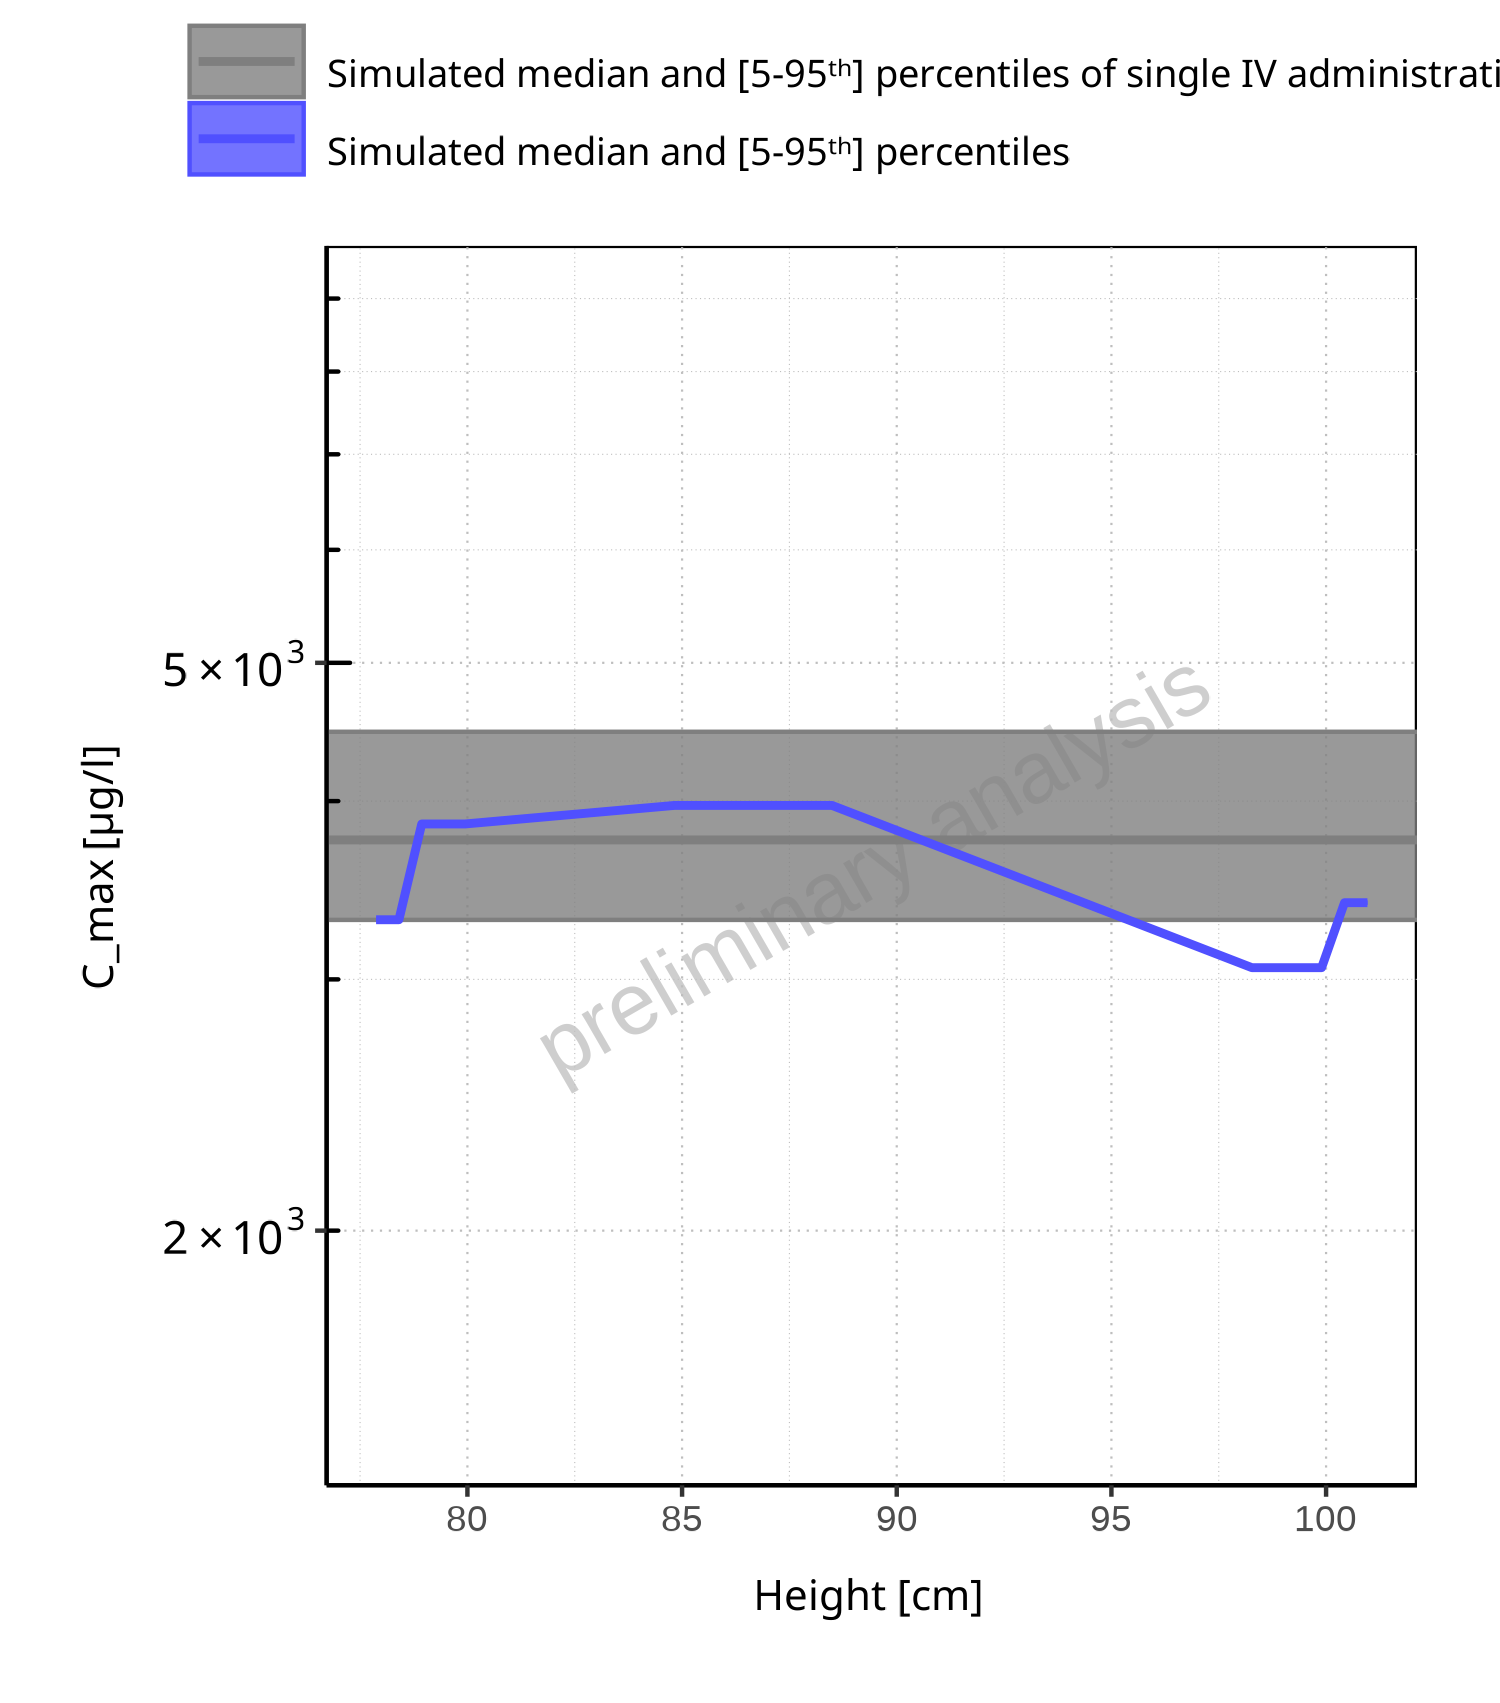 Simulated median and [5-95ᵗʰ] percentiles of single IV administrati
Simulated median and [5-95ᵗʰ] percentiles
5 × 10³
C_max [µg/l]
preliminary analysis
2 × 10³
80 85 90 95 100
Height [cm]